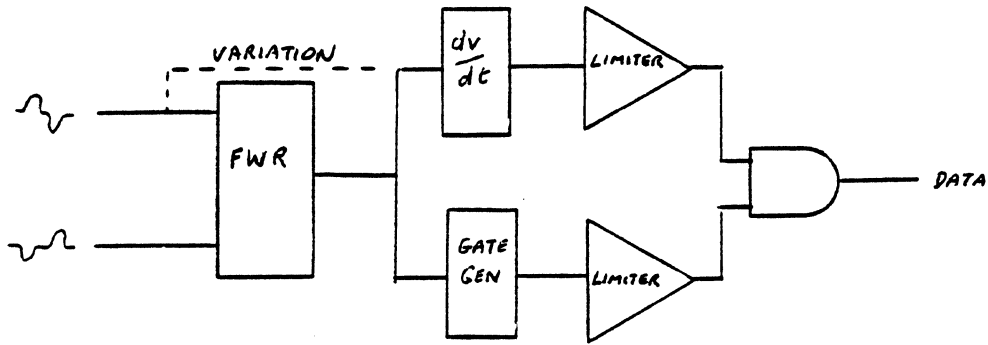 VARIATION
FWR
dv
dt
LIMITER
GATE
GEN
LIMITER
DATA